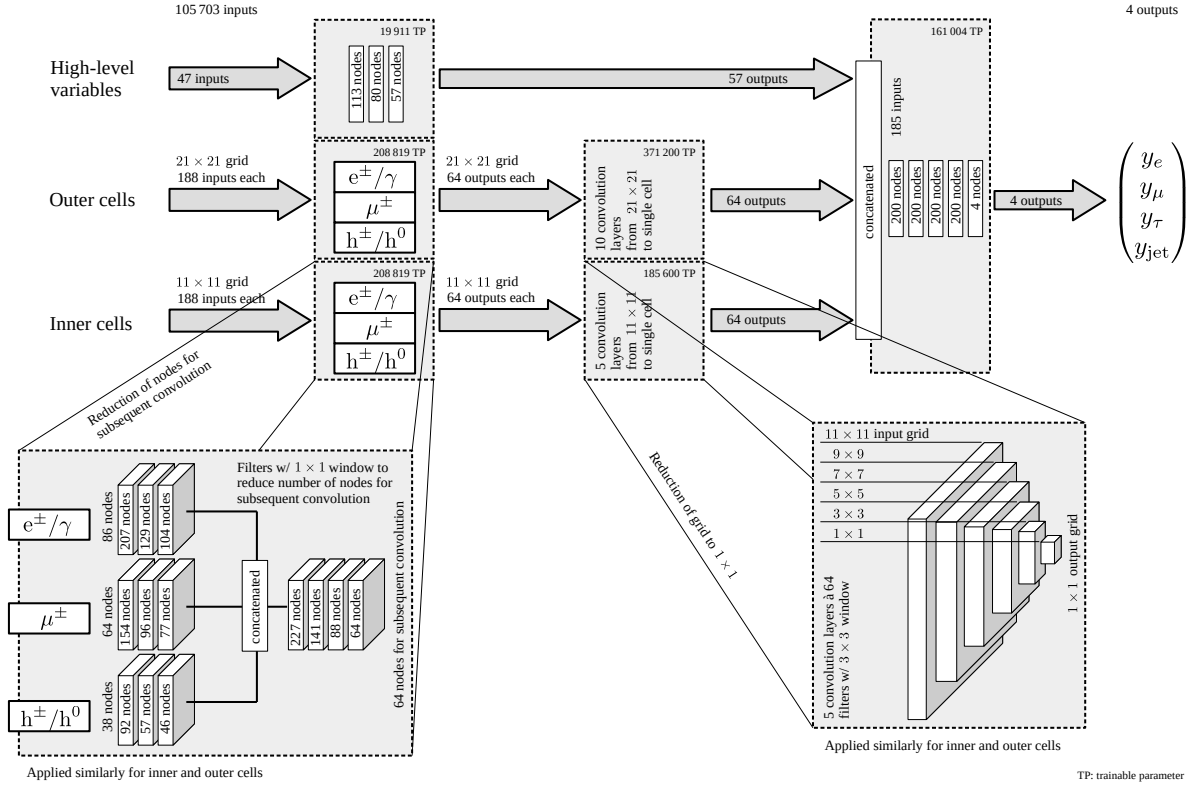 105 703 inputs
4 outputs
19 911 TP
161 004 TP
High-level
variables
47 inputs
113 nodes
80 nodes
57 nodes
57 outputs
185 inputs
21 × 21 grid
188 inputs each
208 819 TP
21 × 21 grid
64 outputs each
371 200 TP
Outer cells
e±/γ
μ±
h±/h⁰
10 convolution
layers
from 21 × 21
to single cell
64 outputs
concatenated
200 nodes
200 nodes
200 nodes
200 nodes
4 nodes
4 outputs
y_e
y_μ
y_τ
y_jet
11 × 11 grid
188 inputs each
208 819 TP
11 × 11 grid
64 outputs each
185 600 TP
Inner cells
e±/γ
μ±
h±/h⁰
5 convolution
layers
from 11 × 11
to single cell
64 outputs
Reduction of nodes for
subsequent convolution
Filters w/ 1 × 1 window to
reduce number of nodes for
subsequent convolution
e±/γ
86 nodes
207 nodes
129 nodes
104 nodes
μ±
64 nodes
154 nodes
96 nodes
77 nodes
h±/h⁰
38 nodes
92 nodes
57 nodes
46 nodes
concatenated
227 nodes
141 nodes
88 nodes
64 nodes
64 nodes for subsequent convolution
Applied similarly for inner and outer cells
Reduction of grid to 1 × 1
11 × 11 input grid
9 × 9
7 × 7
5 × 5
3 × 3
1 × 1
1 × 1 output grid
5 convolution layers à 64
filters w/ 3 × 3 window
Applied similarly for inner and outer cells
TP: trainable parameter